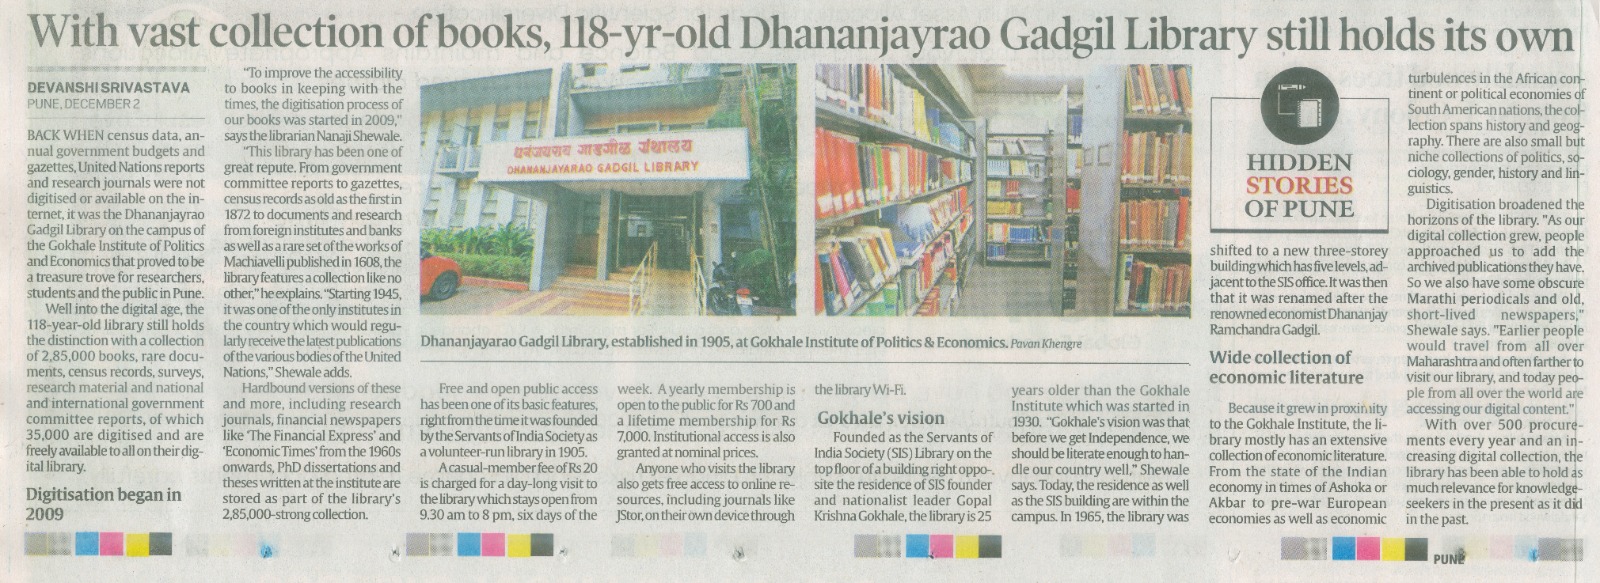 With vast collection of books, 118-yr-old Dhananjayrao Gadgil Library still holds its own
DEVANSHI SRIVASTAVA
PUNE, DECEMBER 2
BACK WHEN census data, an-
nual government budgets and
gazettes, United Nations reports
and research journals were not
digitised or available on the in-
ternet, it was the Dhananjayrao
Gadgil Library on the campus of
the Gokhale Institute of Politics
and Economics that proved to be
a treasure trove for researchers,
students and the public in Pune.
Well into the digital age, the
118-year-old library still holds
the distinction with a collection
of 2,85,000 books, rare docu-
ments, census records, surveys,
research material and national
and international government
committee reports, of which
35,000 are digitised and are
freely available to all on their dig-
ital library.
Digitisation began in
2009
"To improve the accessibility
to books in keeping with the
times, the digitisation process of
our books was started in 2009,"
says the librarian Nanaji Shewale.
"This library has been one of
great repute. From government
committee reports to gazettes,
census records as old as the first in
1872 to documents and research
from foreign institutes and banks
as well as a rare set of the works of
Machiavelli published in 1608, the
library features a collection like no
other," he explains. "Starting 1945,
it was one of the only institutes in
the country which would regu-
larly receive the latest publications
of the various bodies of the United
Nations," Shewale adds.
Hardbound versions of these
and more, including research
journals, financial newspapers
like 'The Financial Express' and
'Economic Times' from the 1960s
onwards, PhD dissertations and
theses written at the institute are
stored as part of the library's
2,85,000-strong collection.
धनंजयराव गाडगीळ ग्रंथालय
DHANANJAYARAO GADGIL LIBRARY
Dhananjayarao Gadgil Library, established in 1905, at Gokhale Institute of Politics & Economics. Pavan Khengre
Free and open public access
has been one of its basic features,
right from the time it was founded
by the Servants of India Society as
a volunteer-run library in 1905.
A casual-member fee of Rs 20
is charged for a day-long visit to
the library which stays open from
9.30 am to 8 pm, six days of the
week. A yearly membership is
open to the public for Rs 700 and
a lifetime membership for Rs
7,000. Institutional access is also
granted at nominal prices.
Anyone who visits the library
also gets free access to online re-
sources, including journals like
JStor, on their own device through
the library Wi-Fi.
Gokhale's vision
Founded as the Servants of
India Society (SIS) Library on the
top floor of a building right oppo-
site the residence of SIS founder
and nationalist leader Gopal
Krishna Gokhale, the library is 25
years older than the Gokhale
Institute which was started in
1930. "Gokhale's vision was that
before we get Independence, we
should be literate enough to han-
dle our country well," Shewale
says. Today, the residence as well
as the SIS building are within the
campus. In 1965, the library was
HIDDEN
STORIES
OF PUNE
shifted to a new three-storey
building which has five levels, ad-
jacent to the SIS office. It was then
that it was renamed after the
renowned economist Dhananjay
Ramchandra Gadgil.
Wide collection of
economic literature
Because it grew in proximity
to the Gokhale Institute, the li-
brary mostly has an extensive
collection of economic literature.
From the state of the Indian
economy in times of Ashoka or
Akbar to pre-war European
economies as well as economic
turbulences in the African con-
tinent or political economies of
South American nations, the col-
lection spans history and geog-
raphy. There are also small but
niche collections of politics, so-
ciology, gender, history and lin-
guistics.
Digitisation broadened the
horizons of the library. "As our
digital collection grew, people
approached us to add the
archived publications they have.
So we also have some obscure
Marathi periodicals and old,
short-lived newspapers,"
Shewale says. "Earlier people
would travel from all over
Maharashtra and often farther to
visit our library, and today peo-
ple from all over the world are
accessing our digital content."
With over 500 procure-
ments every year and an in-
creasing digital collection, the
library has been able to hold as
much relevance for knowledge-
seekers in the present as it did
in the past.
PUNE